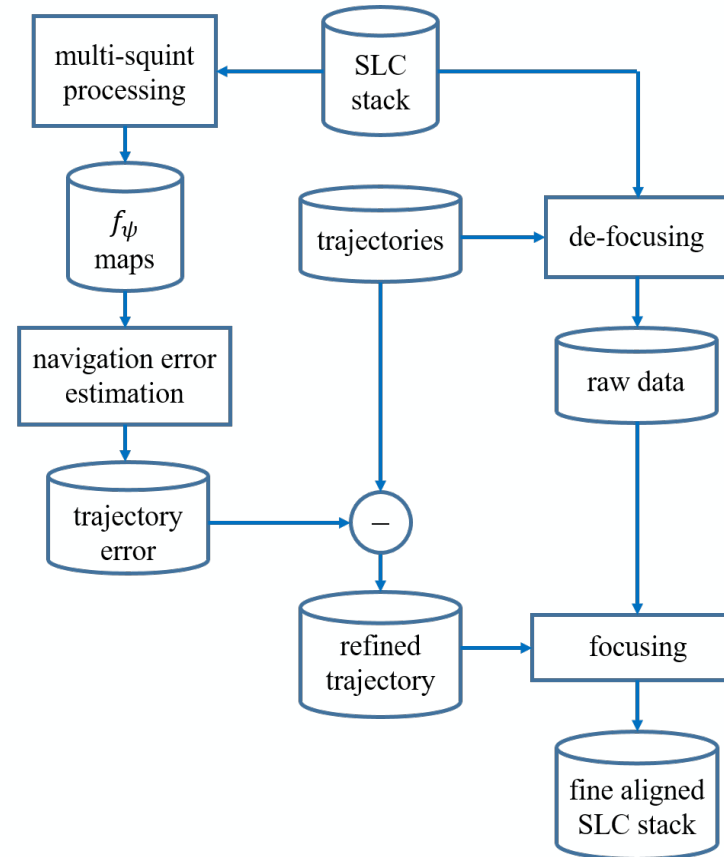 multi-squint
processing
SLC
stack
f_ψ
maps
trajectories
de-focusing
navigation error
estimation
raw data
trajectory
error
−
refined
trajectory
focusing
fine aligned
SLC stack